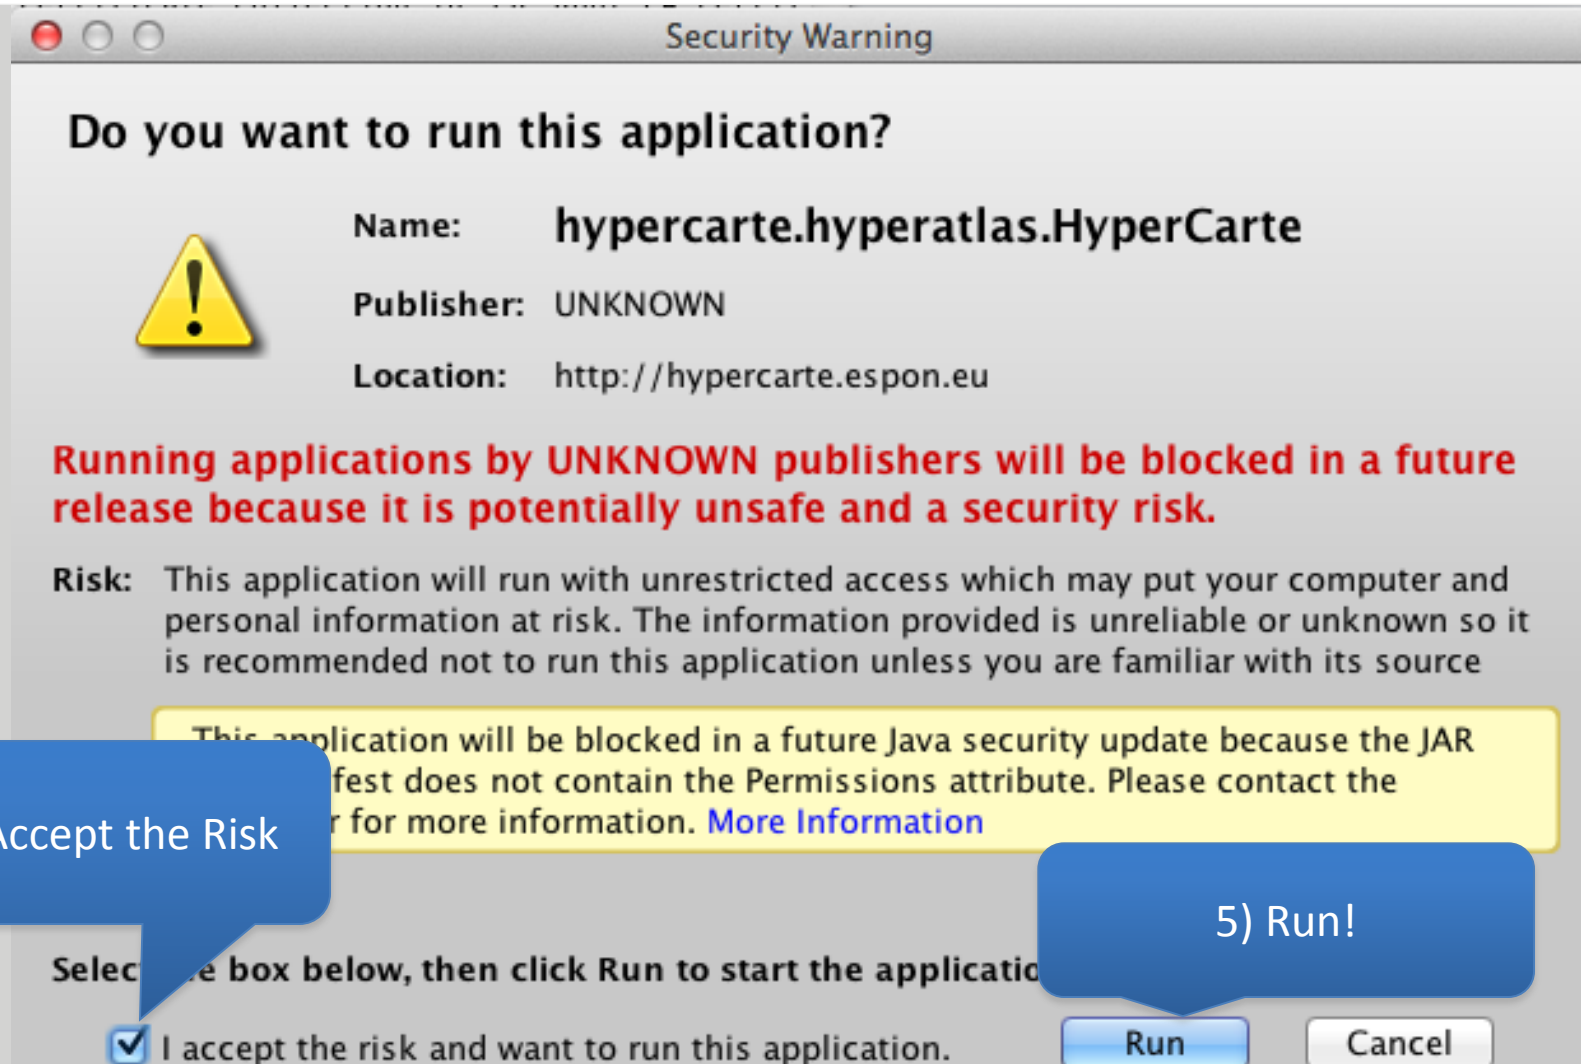 Security Warning
Do you want to run this application?
Name: hypercarte.hyperatlas.HyperCarte
Publisher: UNKNOWN
Location: http://hypercarte.espon.eu
Running applications by UNKNOWN publishers will be blocked in a future
release because it is potentially unsafe and a security risk.
Risk: This application will run with unrestricted access which may put your computer and
personal information at risk. The information provided is unreliable or unknown so it
is recommended not to run this application unless you are familiar with its source
This application will be blocked in a future Java security update because the JAR
fest does not contain the Permissions attribute. Please contact the
r for more information. More Information
Accept the Risk
5) Run!
Selec e box below, then click Run to start the applicatio
I accept the risk and want to run this application.
Run
Cancel